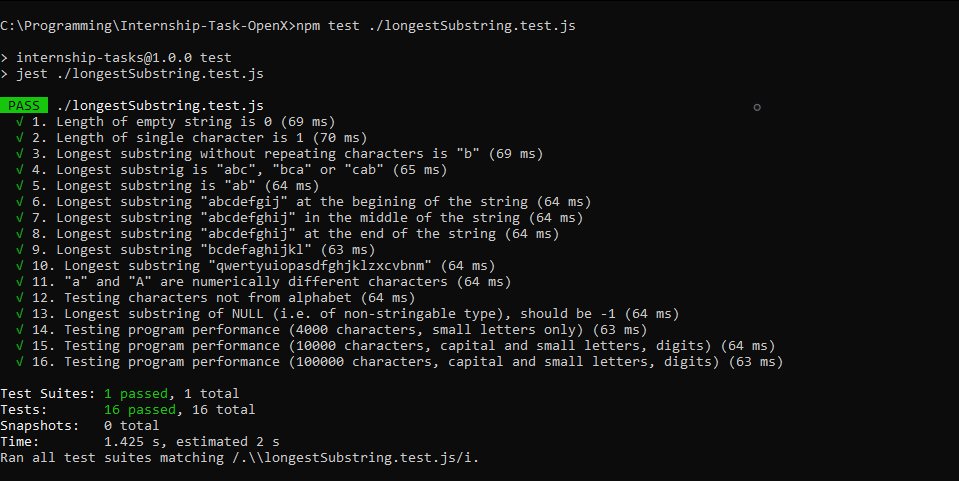 C:\Programming\Internship-Task-OpenX>npm test ./longestSubstring.test.js
> internship-tasks@1.0.0 test
> jest ./longestSubstring.test.js
PASS ./longestSubstring.test.js
√ 1. Length of empty string is 0 (69 ms)
√ 2. Length of single character is 1 (70 ms)
√ 3. Longest substring without repeating characters is "b" (69 ms)
√ 4. Longest substrig is "abc", "bca" or "cab" (65 ms)
√ 5. Longest substring is "ab" (64 ms)
√ 6. Longest substring "abcdefgij" at the begining of the string (64 ms)
√ 7. Longest substring "abcdefghij" in the middle of the string (64 ms)
√ 8. Longest substring "abcdefghij" at the end of the string (64 ms)
√ 9. Longest substring "bcdefaghijkl" (63 ms)
√ 10. Longest substring "qwertyuiopasdfghjklzxcvbnm" (64 ms)
√ 11. "a" and "A" are numerically different characters (64 ms)
√ 12. Testing characters not from alphabet (64 ms)
√ 13. Longest substring of NULL (i.e. of non-stringable type), should be -1 (64 ms)
√ 14. Testing program performance (4000 characters, small letters only) (63 ms)
√ 15. Testing program performance (10000 characters, capital and small letters, digits) (64 ms)
√ 16. Testing program performance (100000 characters, capital and small letters, digits) (63 ms)
Test Suites: 1 passed, 1 total
Tests: 16 passed, 16 total
Snapshots: 0 total
Time: 1.425 s, estimated 2 s
Ran all test suites matching /.\\longestSubstring.test.js/i.